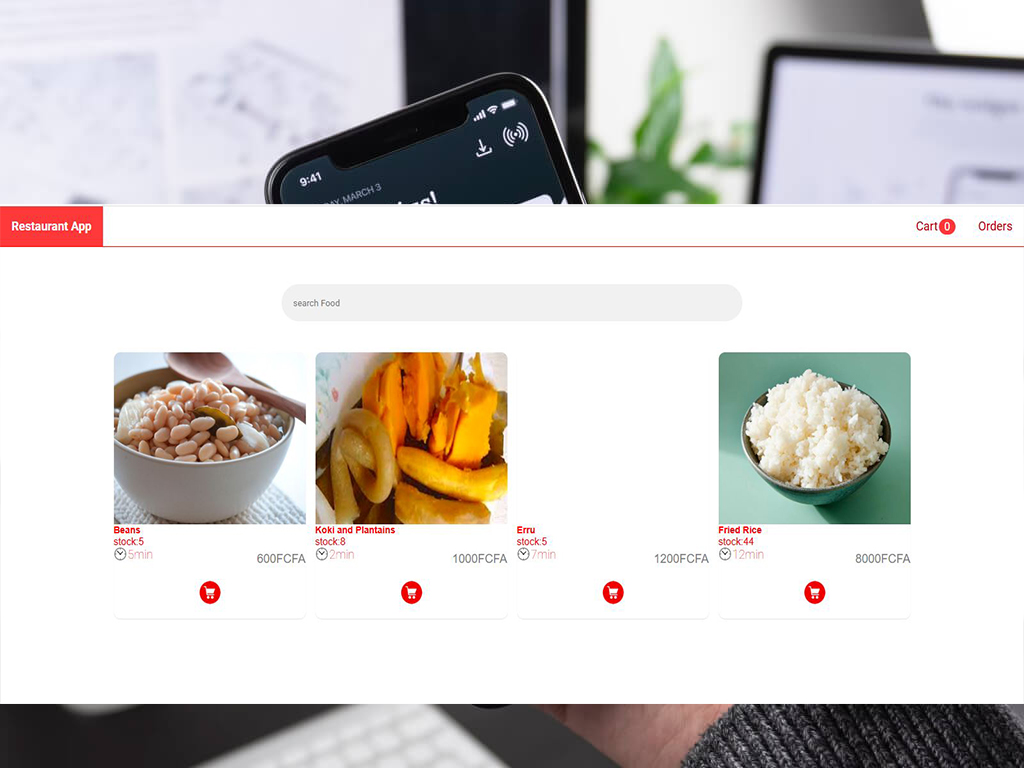 9:41
MARCH 3
Restaurant App
Cart 0
Orders
search Food
Beans
stock:5
5min
600FCFA
Koki and Plantains
stock:8
2min
1000FCFA
Erru
stock:5
7min
1200FCFA
Fried Rice
stock:44
12min
8000FCFA